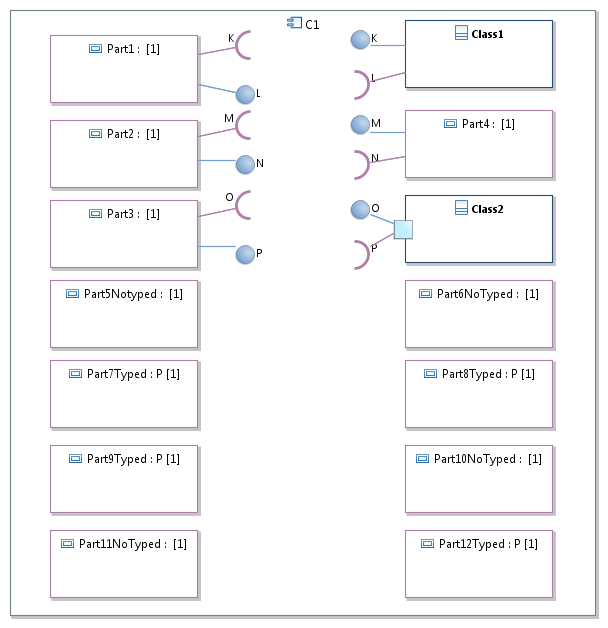 C1
Part1 : [1]
K
L
K
L
Class1
Part2 : [1]
M
N
M
N
Part4 : [1]
Part3 : [1]
O
P
O
P
Class2
Part5Notyped : [1]
Part6NoTyped : [1]
Part7Typed : P [1]
Part8Typed : P [1]
Part9Typed : P [1]
Part10NoTyped : [1]
Part11NoTyped : [1]
Part12Typed : P [1]